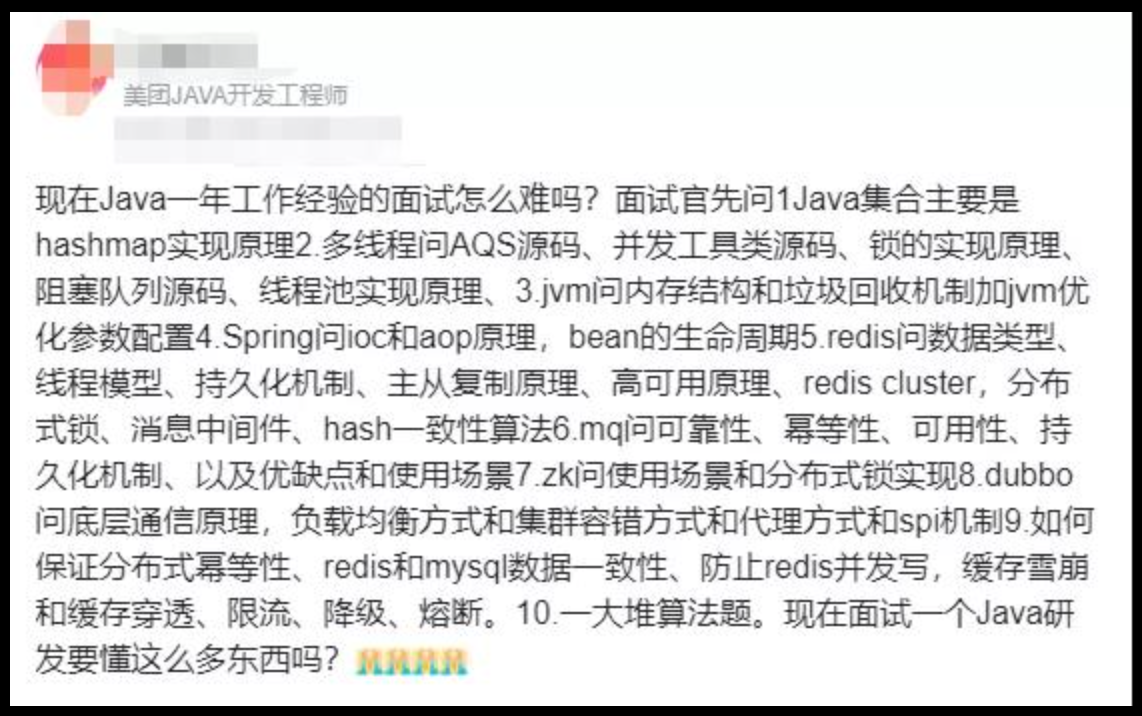 美团JAVA开发工程师
现在Java一年工作经验的面试怎么难吗？面试官先问1Java集合主要是
hashmap实现原理2.多线程问AQS源码、并发工具类源码、锁的实现原理、
阻塞队列源码、线程池实现原理、3.jvm问内存结构和垃圾回收机制加jvm优
化参数配置4.Spring问ioc和aop原理，bean的生命周期5.redis问数据类型、
线程模型、持久化机制、主从复制原理、高可用原理、redis cluster，分布
式锁、消息中间件、hash一致性算法6.mq问可靠性、幂等性、可用性、持
久化机制、以及优缺点和使用场景7.zk问使用场景和分布式锁实现8.dubbo
问底层通信原理，负载均衡方式和集群容错方式和代理方式和spi机制9.如何
保证分布式幂等性、redis和mysql数据一致性、防止redis并发写，缓存雪崩
和缓存穿透、限流、降级、熔断。10.一大堆算法题。现在面试一个Java研
发要懂这么多东西吗？